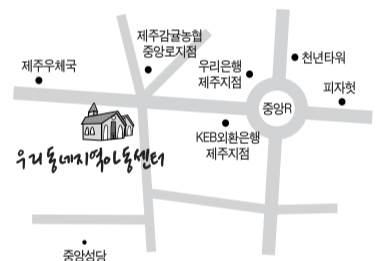 제주감귤농협
중앙로지점
제주우체국
우리은행
제주지점
천년타워
피자헛
중앙R
KEB외환은행
제주지점
우리동네지역아동센터
중앙성당